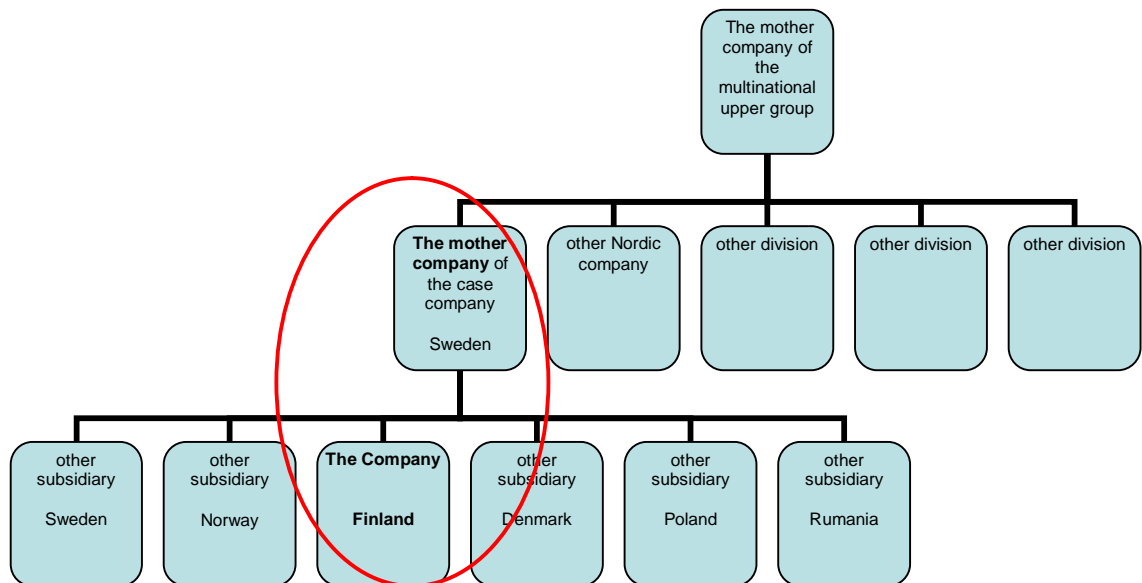 The mother
company of
the
multinational
upper group
The mother
company of
the case
company
Sweden
other Nordic
company
other division
other division
other division
other
subsidiary
Sweden
other
subsidiary
Norway
The Company
Finland
other
subsidiary
Denmark
other
subsidiary
Poland
other
subsidiary
Rumania